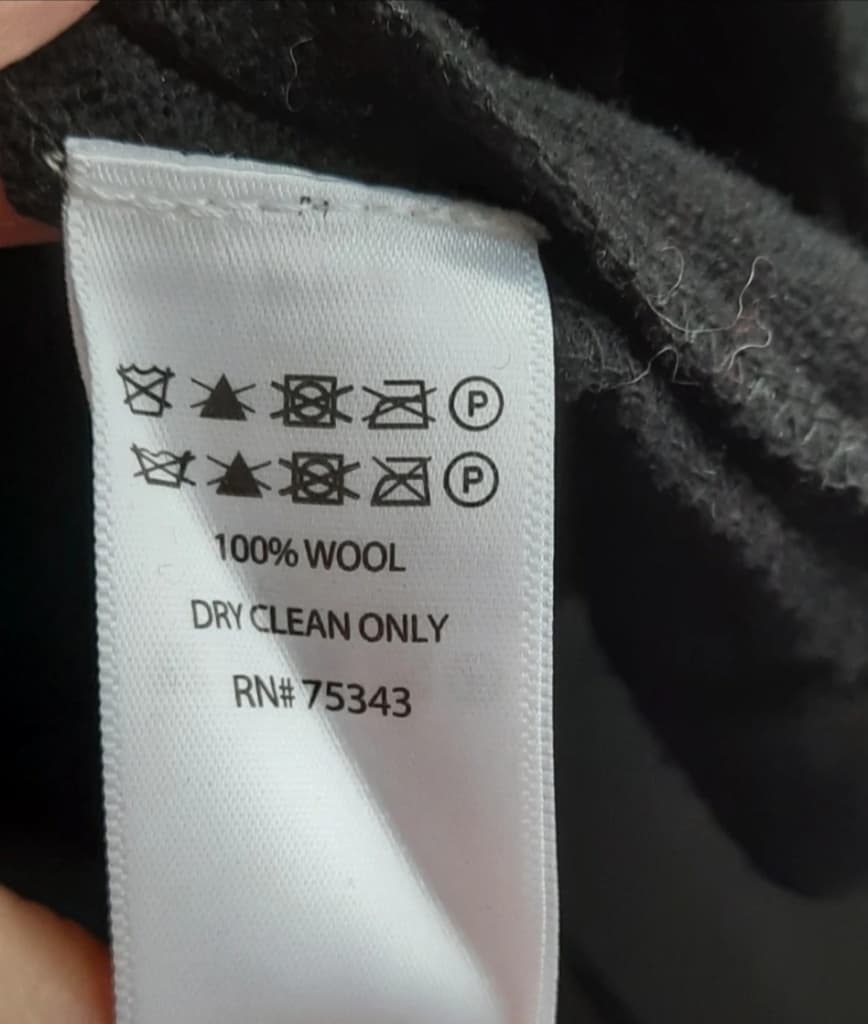 P
P
100% WOOL
DRY CLEAN ONLY
RN# 75343